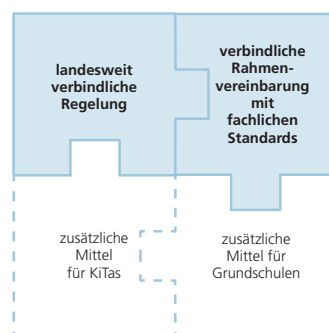 landesweit
verbindliche
Regelung
verbindliche
Rahmen-
vereinbarung
mit
fachlichen
Standards
zusätzliche
Mittel
für KiTas
zusätzliche
Mittel für
Grundschulen